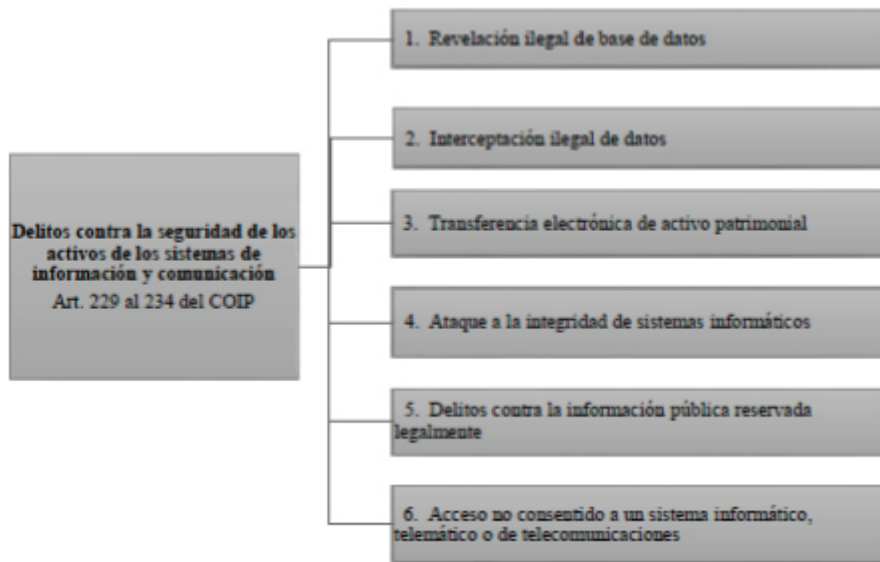 Delitos contra la seguridad de los
activos de los sistemas de
información y comunicación
Art. 229 al 234 del COIP
1. Revelación ilegal de base de datos
2. Interceptación ilegal de datos
3. Transferencia electrónica de activo patrimonial
4. Ataque a la integridad de sistemas informáticos
5. Delitos contra la información pública reservada
legalmente
6. Acceso no consentido a un sistema informático,
telemático o de telecomunicaciones